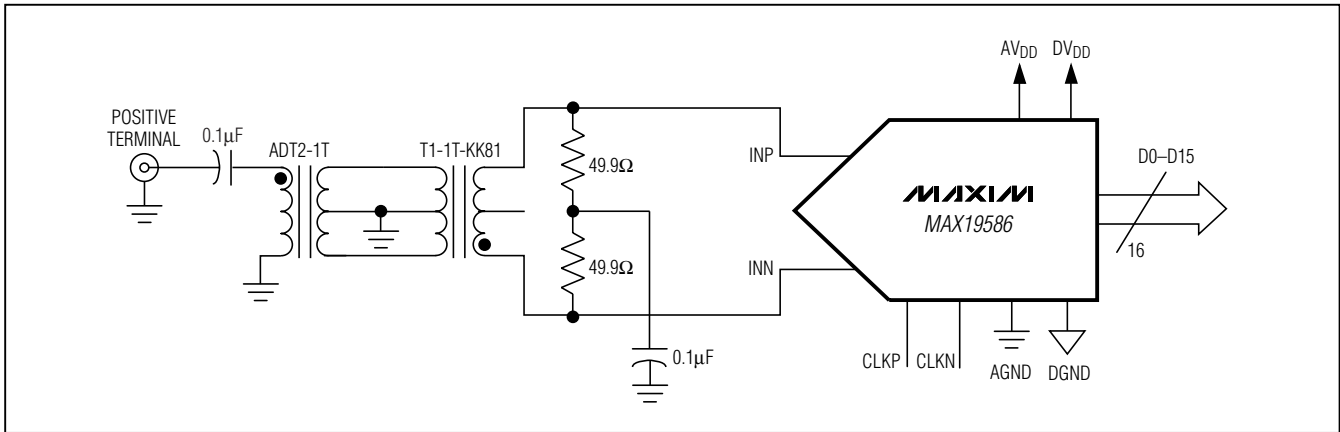 POSITIVE
TERMINAL
0.1µF
ADT2-1T
T1-1T-KK81
49.9Ω
49.9Ω
0.1µF
INP
INN
AVDD
DVDD
MAXIM
MAX19586
D0–D15
16
CLKP
CLKN
AGND
DGND